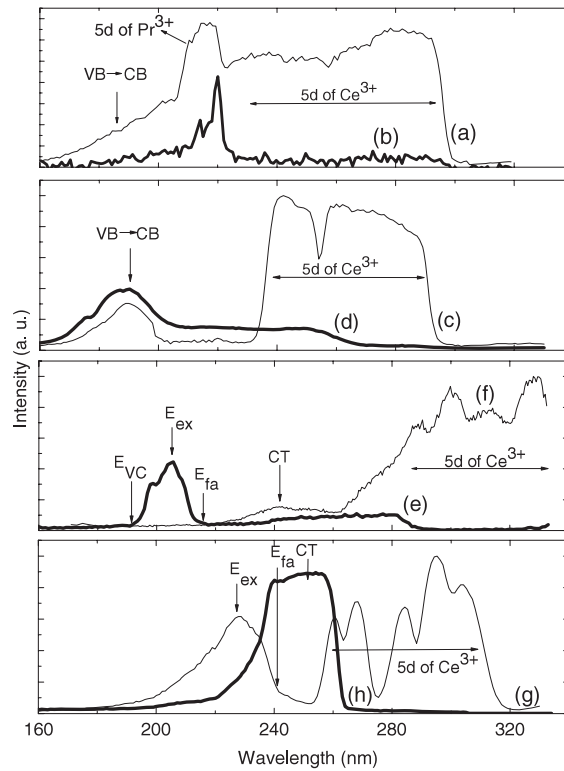 5d of Pr3+
VB→CB
5d of Ce3+
(b)
(a)
VB→CB
5d of Ce3+
(d)
(c)
Intensity (a. u.)
(f)
Eex
EVC
Efa
CT
5d of Ce3+
(e)
Efa
CT
Eex
5d of Ce3+
(h)
(g)
160 200 240 280 320
Wavelength (nm)